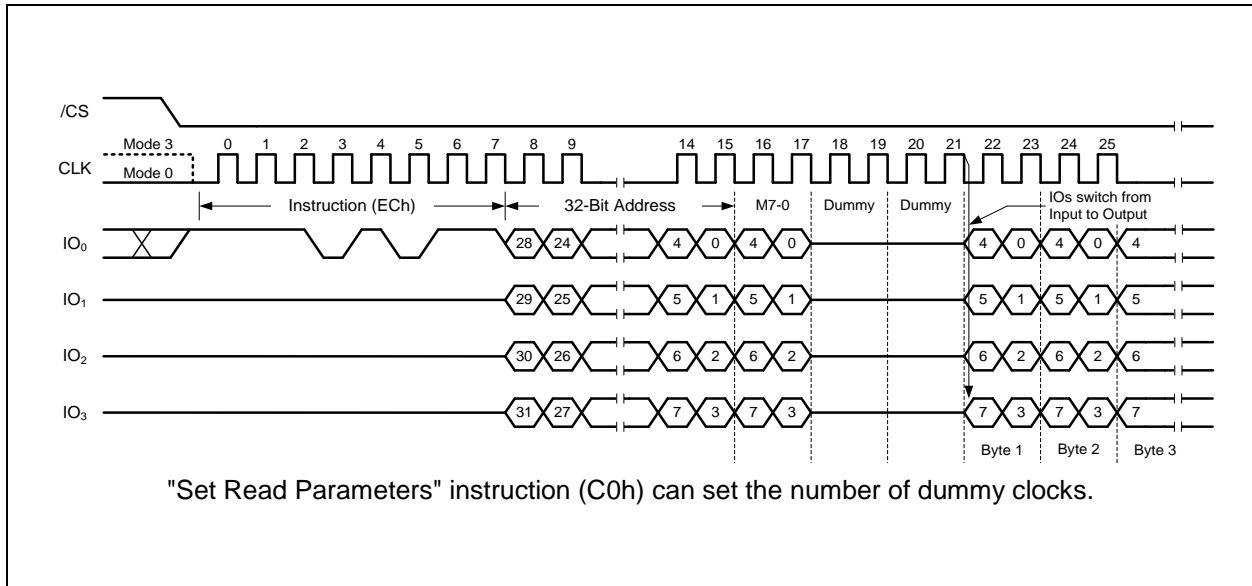 /CS
Mode 3 0 1 2 3 4 5 6 7 8 9 14 15 16 17 18 19 20 21 22 23 24 25
CLK
Mode 0
Instruction (ECh) 32-Bit Address M7-0 Dummy Dummy IOs switch from
Input to Output
IO₀ 28 24 4 0 4 0 4 0 4 0 4
IO₁ 29 25 5 1 5 1 5 1 5 1 5
IO₂ 30 26 6 2 6 2 6 2 6 2 6
IO₃ 31 27 7 3 7 3 7 3 7 3 7
Byte 1 Byte 2 Byte 3
"Set Read Parameters" instruction (C0h) can set the number of dummy clocks.